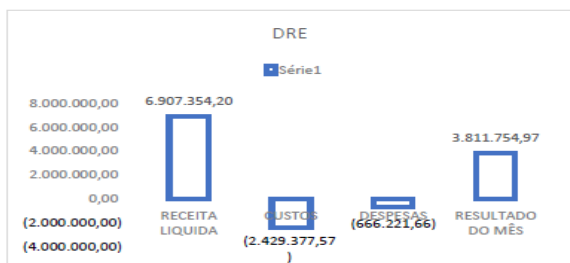 DRE
Série1
8.000.000,00
6.000.000,00
4.000.000,00
2.000.000,00
0,00
(2.000.000,00)
(4.000.000,00)
6.907.354,20
3.811.754,97
RECEITA
LIQUIDA
CUSTOS
DESPESAS
RESULTADO
DO MÊS
(2.429.377,57
)
(666.221,66)